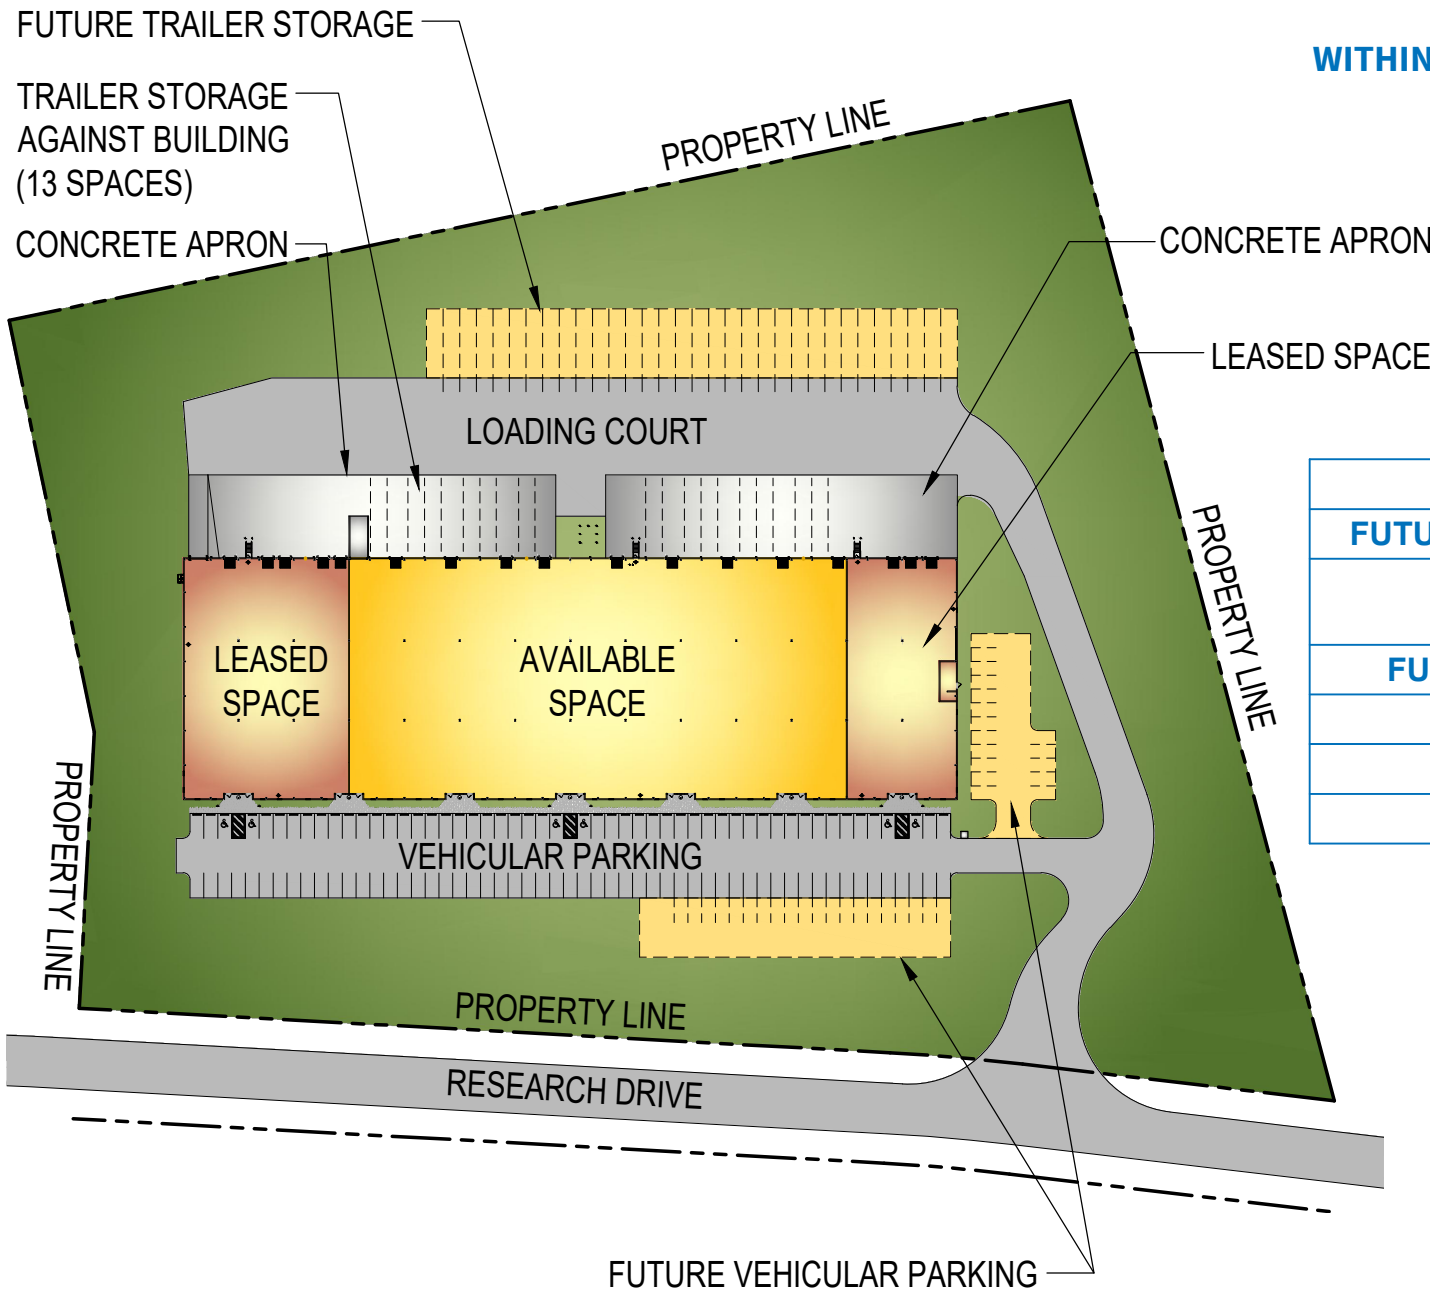 FUTURE TRAILER STORAGE
WITHIN
TRAILER STORAGE
AGAINST BUILDING
(13 SPACES)
PROPERTY LINE
CONCRETE APRON
CONCRETE APRON
LEASED SPACE
LOADING COURT
FUTU
PROPERTY LINE
LEASED
SPACE
AVAILABLE
SPACE
FU
PROPERTY LINE
VEHICULAR PARKING
PROPERTY LINE
RESEARCH DRIVE
FUTURE VEHICULAR PARKING